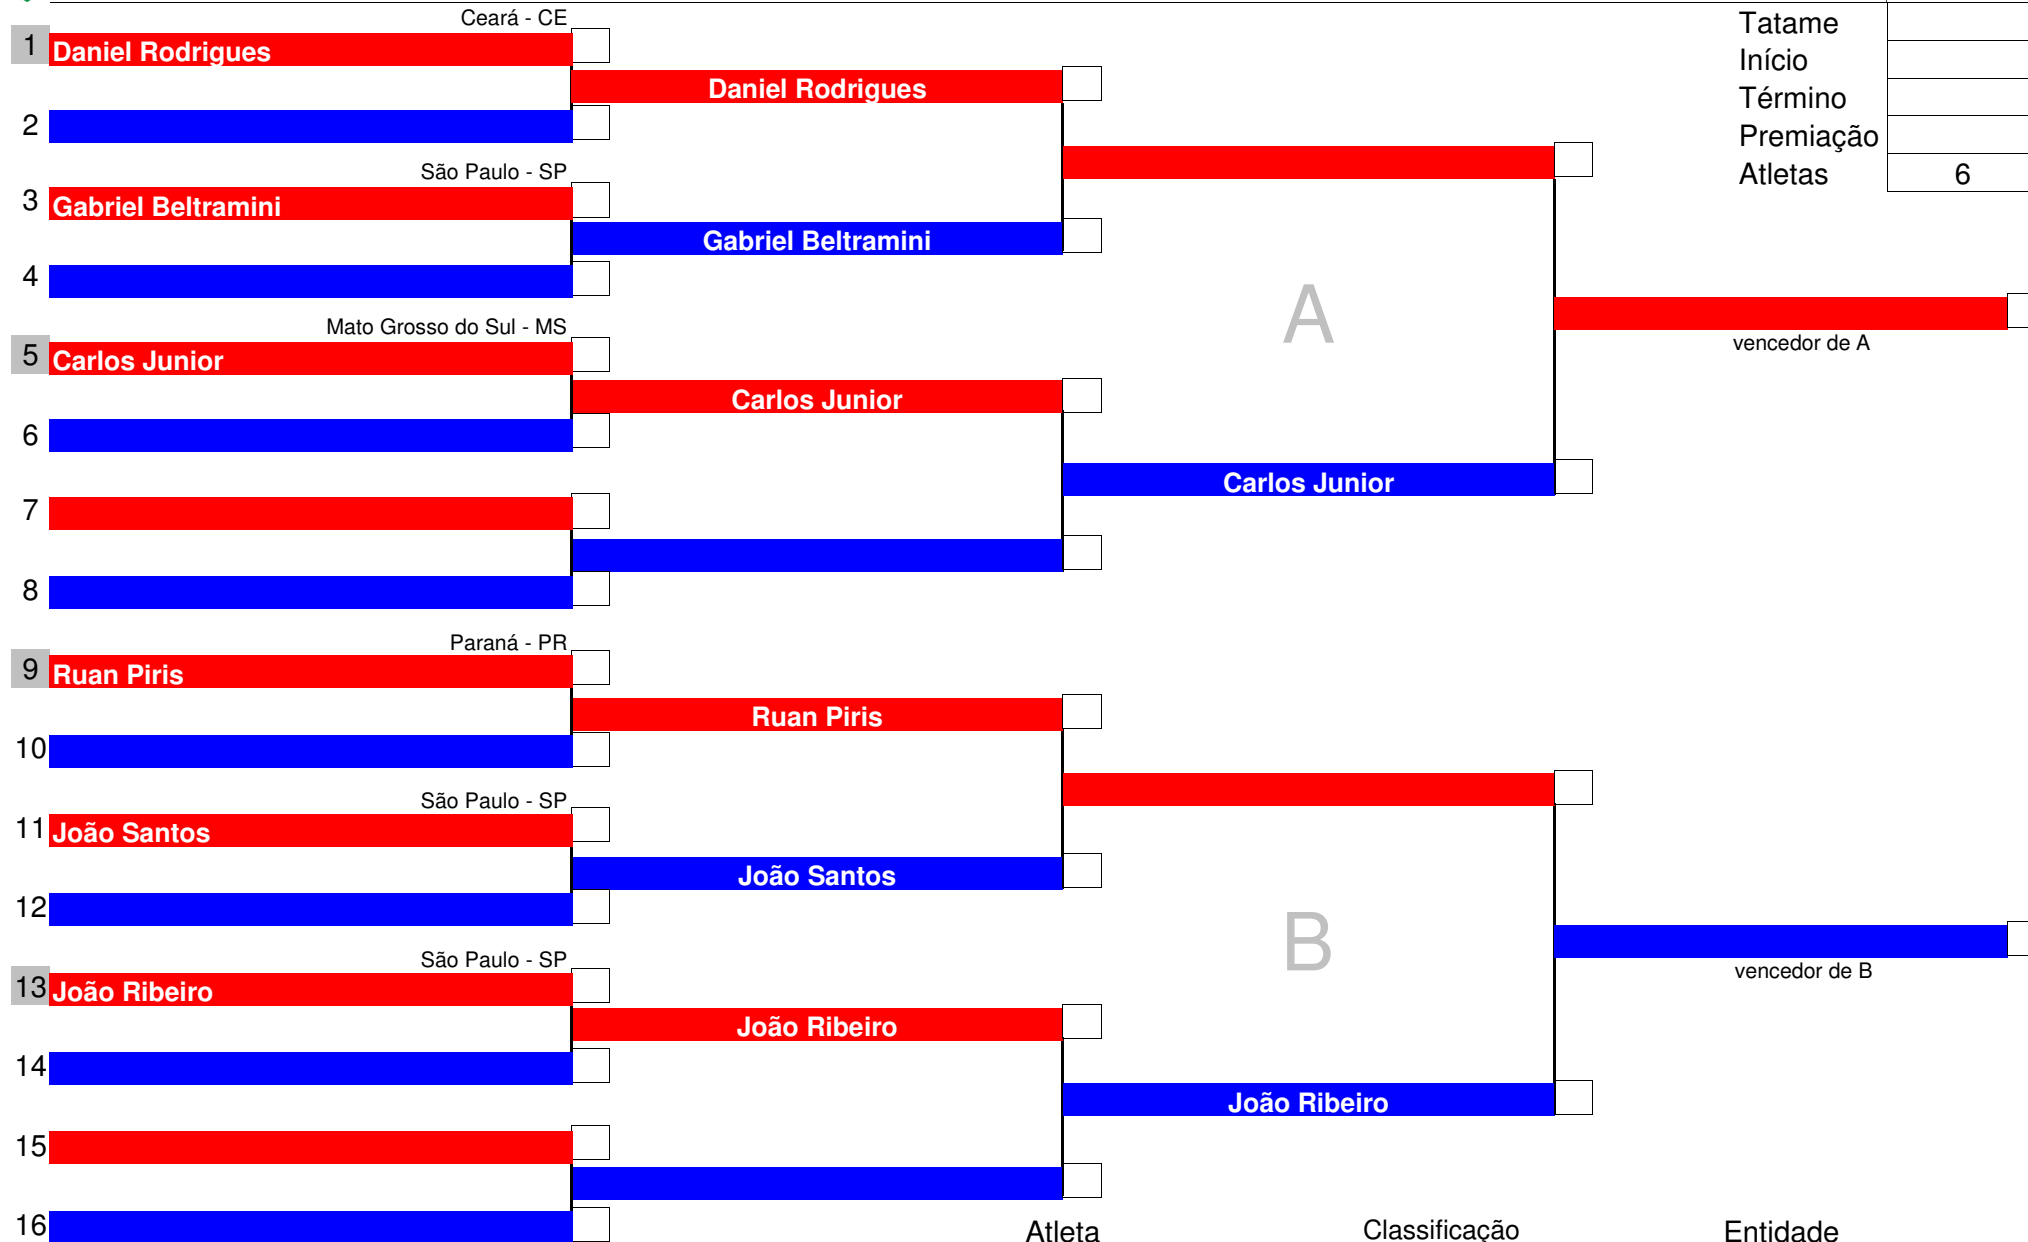 Ceará - CE
1 Daniel Rodrigues
Daniel Rodrigues
2
São Paulo - SP
3 Gabriel Beltramini
Gabriel Beltramini
4
Mato Grosso do Sul - MS
5 Carlos Junior
Carlos Junior
6
Carlos Junior
7
8
A
vencedor de A
Tatame
Início
Término
Premiação
Atletas 6
Paraná - PR
9 Ruan Piris
Ruan Piris
10
São Paulo - SP
11 João Santos
João Santos
12
São Paulo - SP
13 João Ribeiro
João Ribeiro
14
João Ribeiro
15
16
B
vencedor de B
Atleta Classificação Entidade